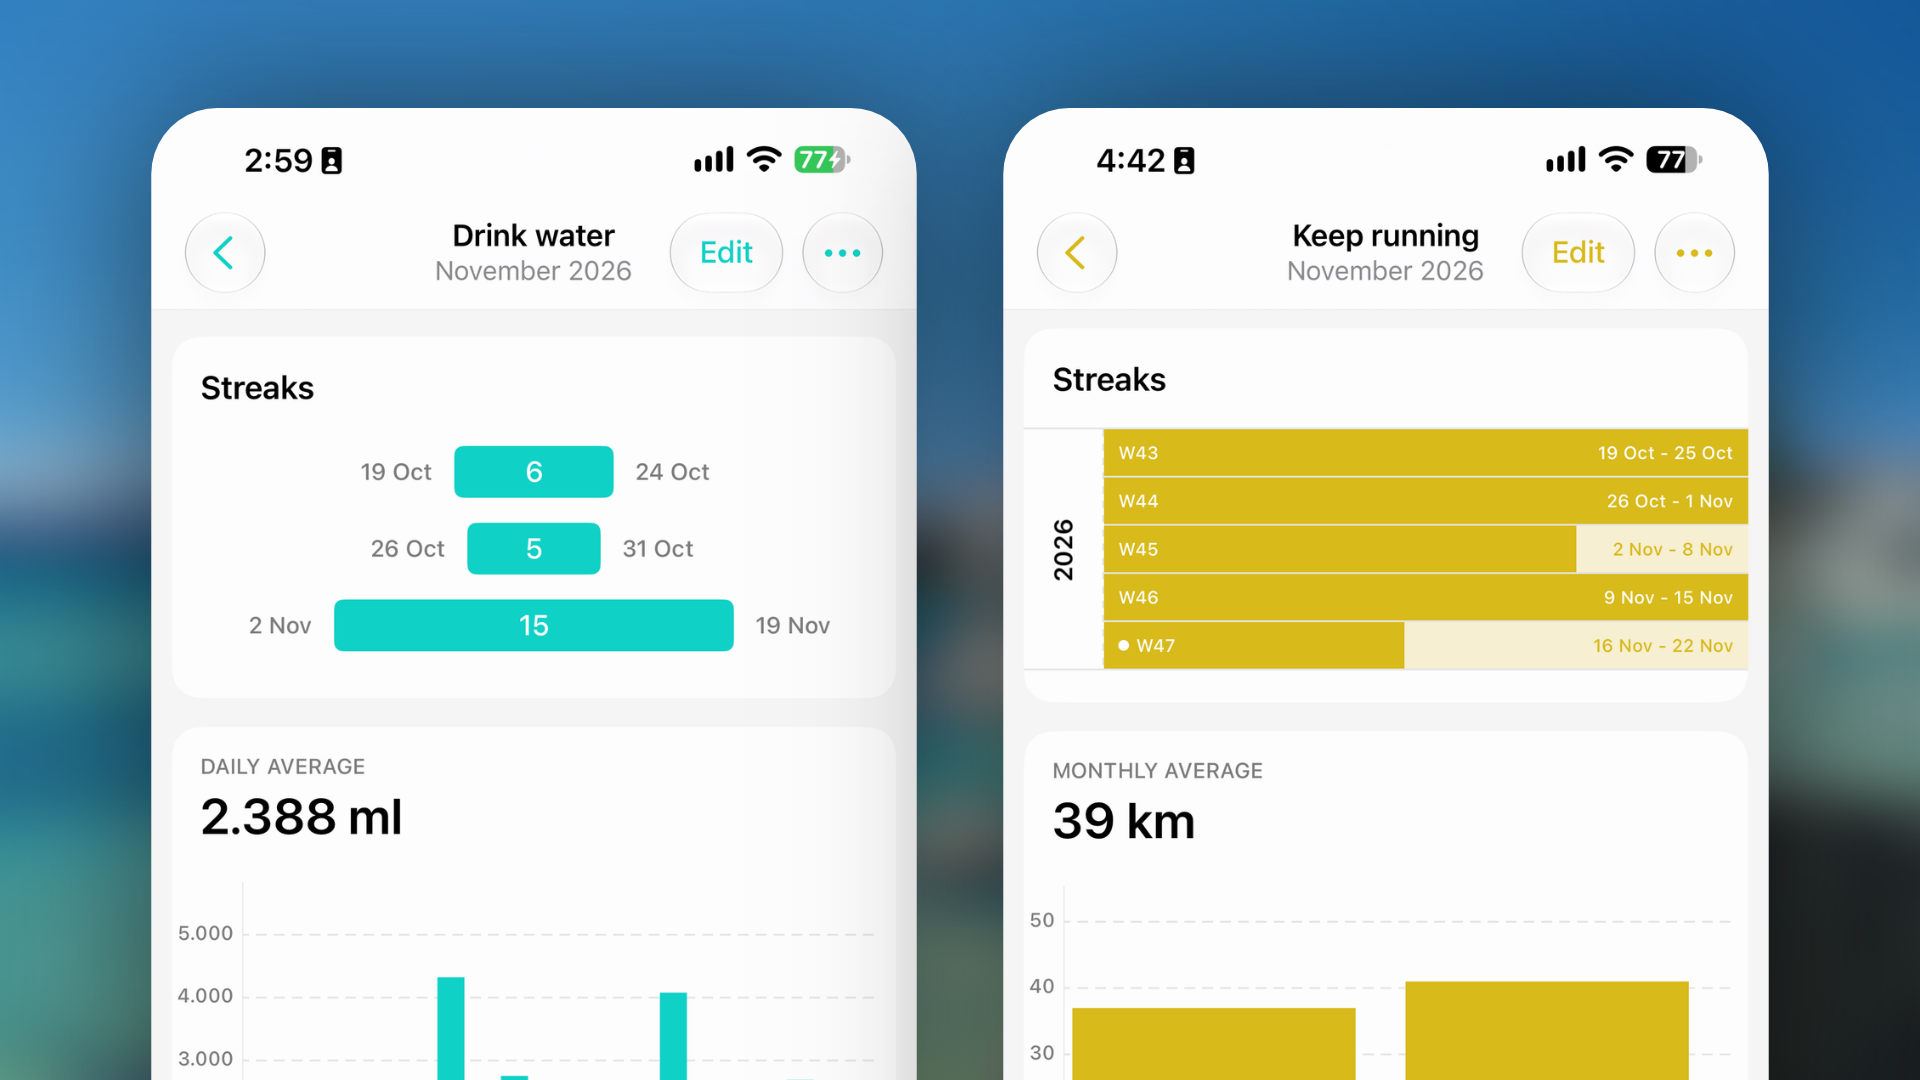 2:59
77
Drink water
November 2026
Edit
Streaks
19 Oct 6 24 Oct
26 Oct 5 31 Oct
2 Nov 15 19 Nov
DAILY AVERAGE
2.388 ml
5.000
4.000
3.000
4:42
77
Keep running
November 2026
Edit
Streaks
2026
W43 19 Oct - 25 Oct
W44 26 Oct - 1 Nov
W45 2 Nov - 8 Nov
W46 9 Nov - 15 Nov
W47 16 Nov - 22 Nov
MONTHLY AVERAGE
39 km
50
40
30